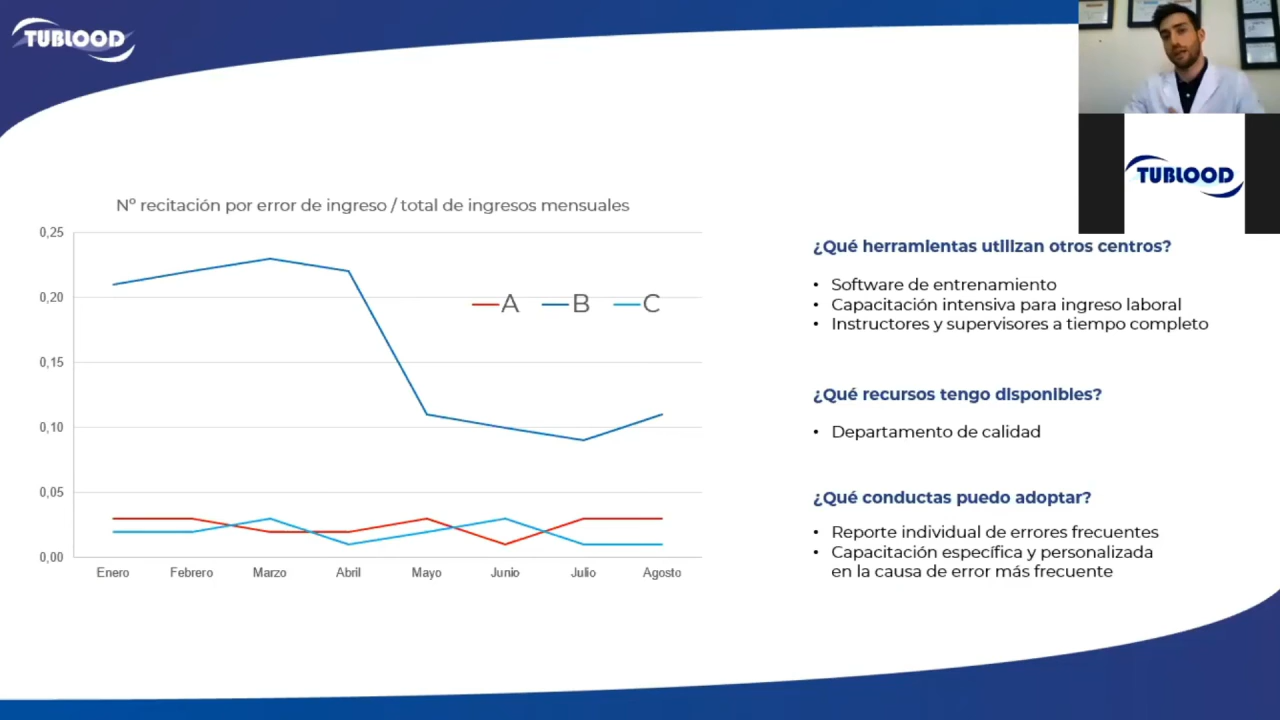 TUBLOOD
TUBLOOD
Nº recitación por error de ingreso / total de ingresos mensuales
0,25
0,20
0,15
0,10
0,05
0,00
A B C
Enero Febrero Marzo Abril Mayo Junio Julio Agosto
¿Qué herramientas utilizan otros centros?
• Software de entrenamiento
• Capacitación intensiva para ingreso laboral
• Instructores y supervisores a tiempo completo
¿Qué recursos tengo disponibles?
• Departamento de calidad
¿Qué conductas puedo adoptar?
• Reporte individual de errores frecuentes
• Capacitación específica y personalizada
en la causa de error más frecuente